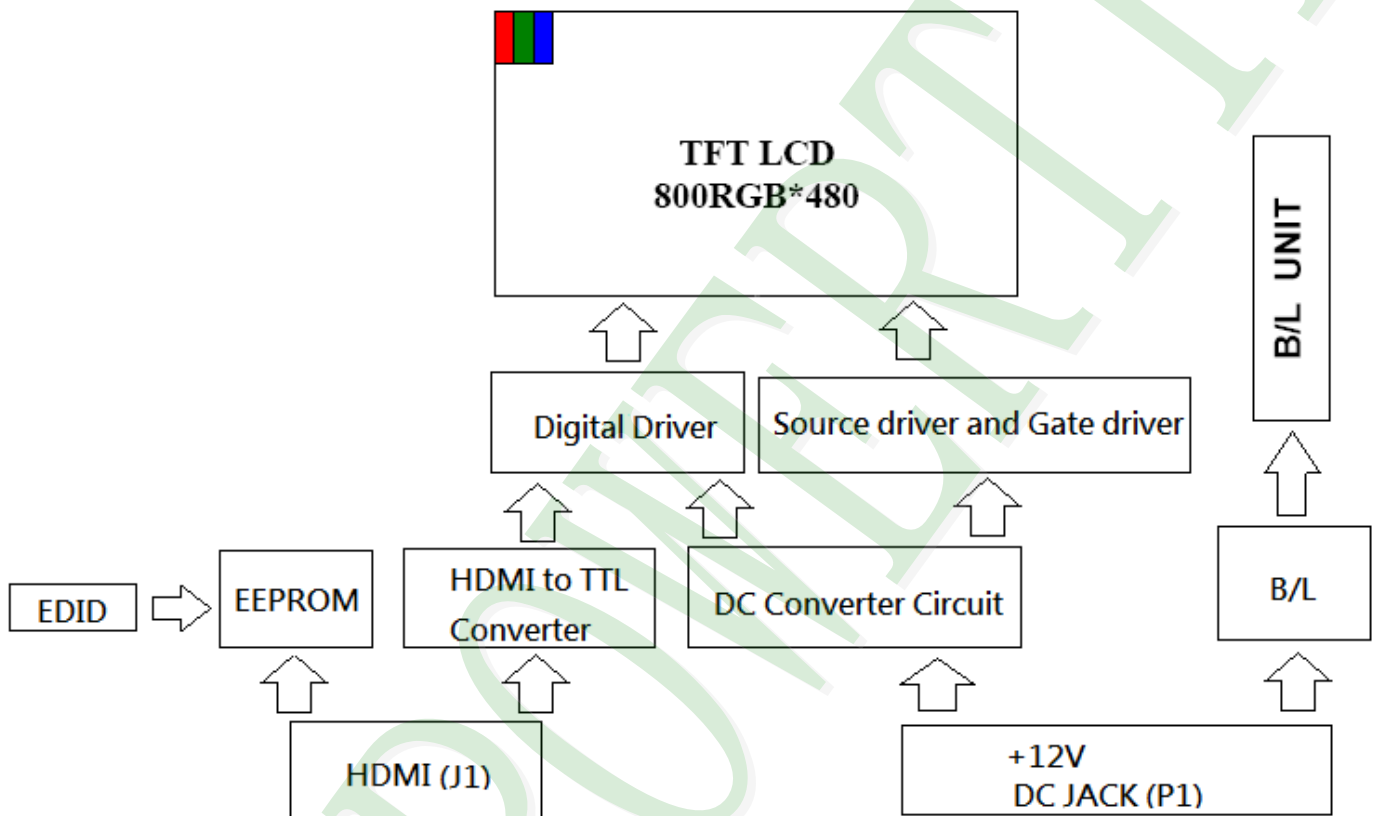 TFT LCD
800RGB*480
B/L UNIT
Digital Driver
Source driver and Gate driver
EDID
EEPROM
HDMI to TTL
Converter
DC Converter Circuit
B/L
HDMI (J1)
+12V
DC JACK (P1)